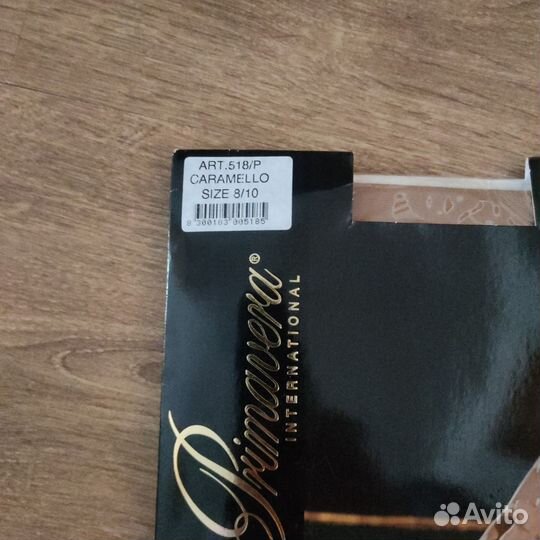 ART.518/P
CARAMELLO
SIZE 8/10
8 300183 005185
Primavera®
INTERNATIONAL
Avito